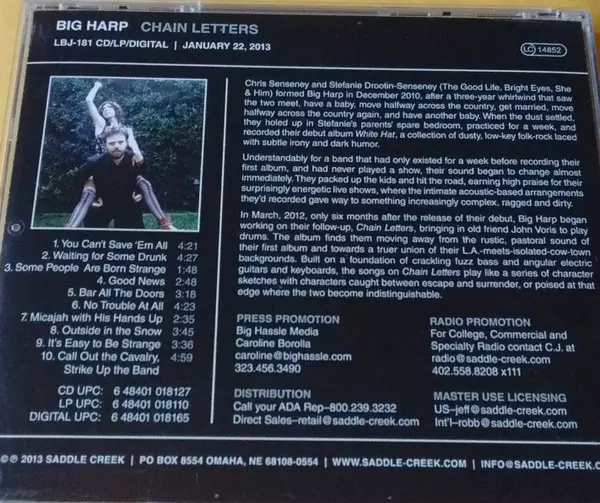 BIG HARP CHAIN LETTERS
LBJ-181 CD/LP/DIGITAL | JANUARY 22, 2013
LC 14852
Chris Senseney and Stefanie Drootin-Senseney (The Good Life, Bright Eyes, She
& Him) formed Big Harp in December 2010, after a three-year whirlwind that saw
the two meet, have a baby, move halfway across the country, get married, move
halfway across the country again, and have another baby. When the dust settled,
they holed up in Stefanie's parents' spare bedroom, practiced for a week, and
recorded their debut album White Hat, a collection of dusty, low-key folk-rock laced
with subtle irony and dark humor.
Understandably for a band that had only existed for a week before recording their
first album, and had never played a show, their sound began to change almost
immediately. They packed up the kids and hit the road, earning high praise for their
surprisingly energetic live shows, where the intimate acoustic-based arrangements
they'd recorded gave way to something increasingly complex, ragged and dirty.
In March, 2012, only six months after the release of their debut, Big Harp began
working on their follow-up, Chain Letters, bringing in old friend John Voris to play
drums. The album finds them moving away from the rustic, pastoral sound of
their first album and towards a truer union of their L.A.-meets-isolated-cow-town
backgrounds. Built on a foundation of crackling fuzz bass and angular electric
guitars and keyboards, the songs on Chain Letters play like a series of character
sketches with characters caught between escape and surrender, or poised at that
edge where the two become indistinguishable.
1. You Can't Save 'Em All 4:21
2. Waiting for Some Drunk 4:27
3. Some People Are Born Strange 1:48
4. Good News 2:48
5. Bar All The Doors 3:18
6. No Trouble At All 4:23
7. Micajah with His Hands Up 2:35
8. Outside in the Snow 3:45
9. It's Easy to Be Strange 3:36
10. Call Out the Cavalry, 4:59
Strike Up the Band
CD UPC: 6 48401 018127
LP UPC: 6 48401 018110
DIGITAL UPC: 6 48401 018165
PRESS PROMOTION
Big Hassle Media
Caroline Borolla
caroline@bighassle.com
323.456.3490
RADIO PROMOTION
For College, Commercial and
Specialty Radio contact C.J. at
radio@saddle-creek.com
402.558.8208 x111
DISTRIBUTION
Call your ADA Rep–800.239.3232
Direct Sales–retail@saddle-creek.com
MASTER USE LICENSING
US–jeff@saddle-creek.com
Int'l–robb@saddle-creek.com
©℗ 2013 SADDLE CREEK | PO BOX 8554 OMAHA, NE 68108-0554 | WWW.SADDLE-CREEK.COM | INFO@SADDLE-CREEK.C